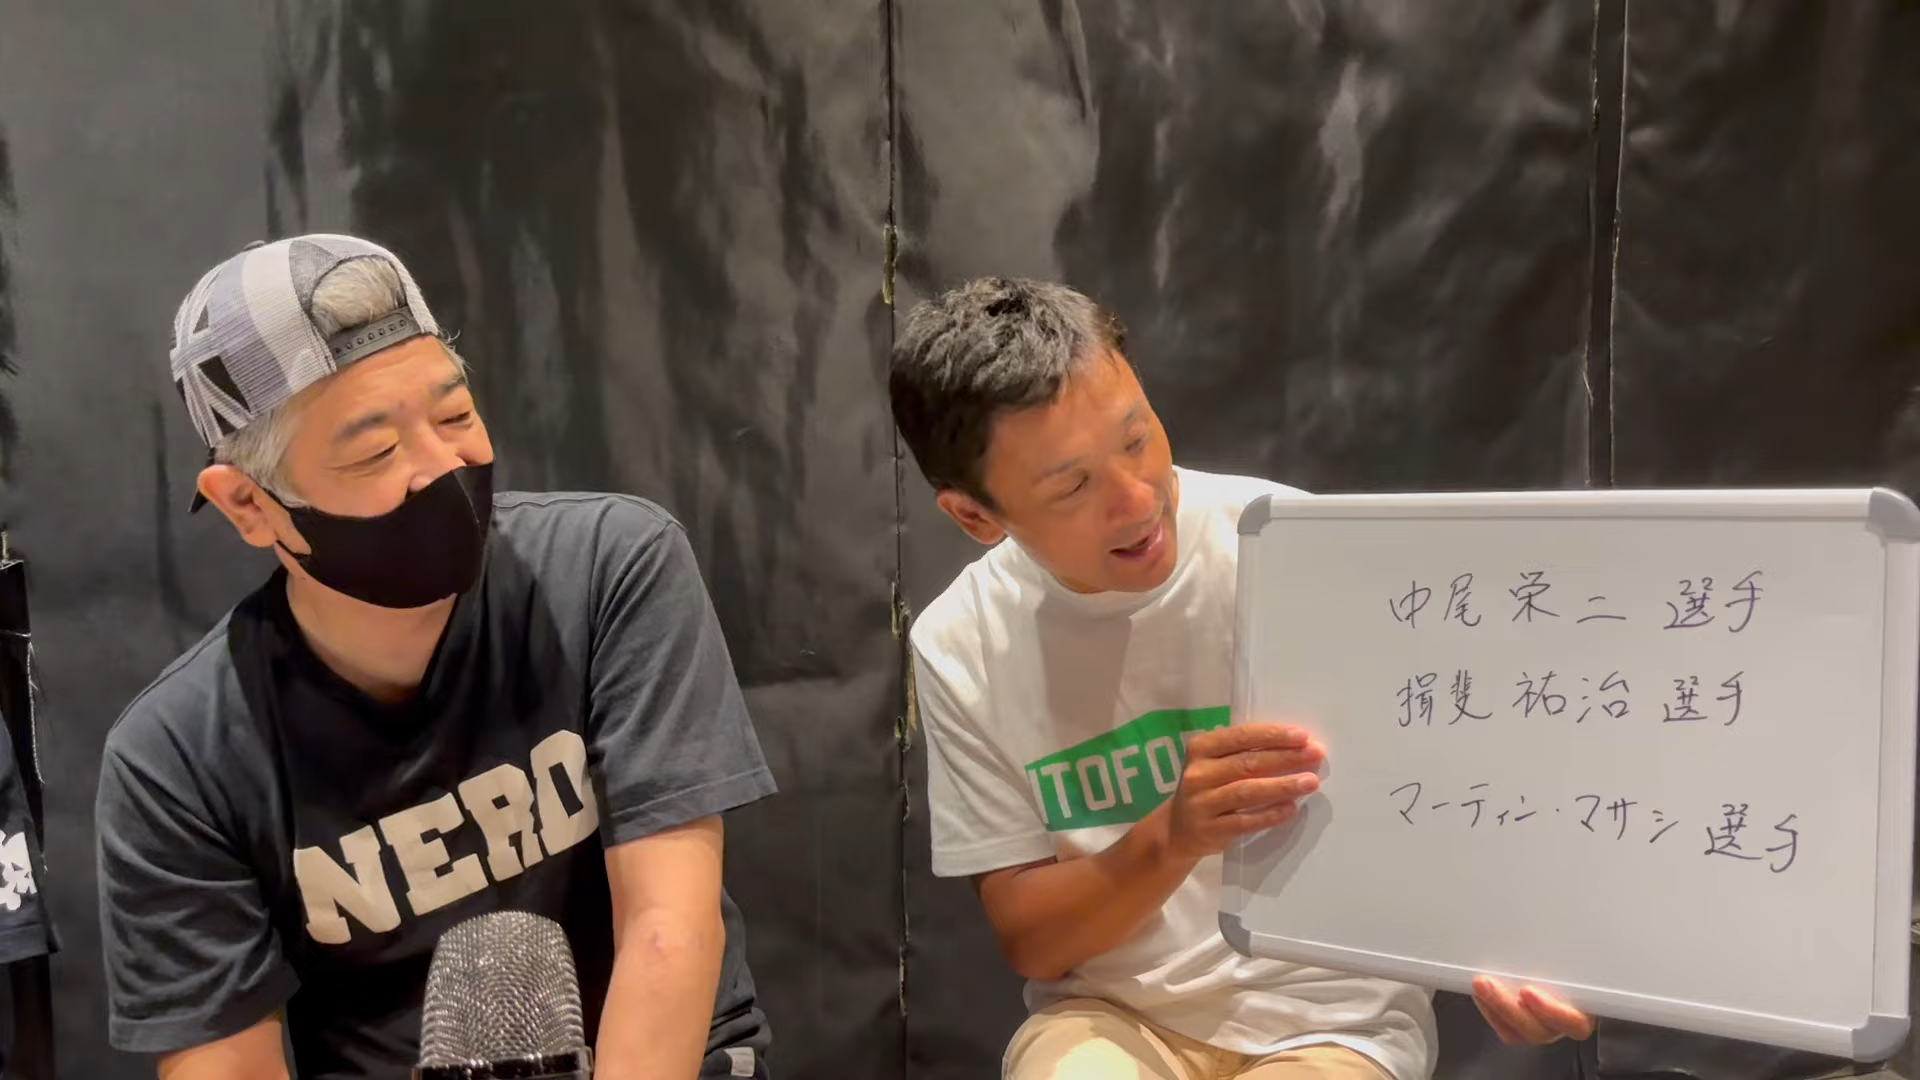 NERO
ITOFO
中尾 栄二 選手
揖斐 祐治 選手
マーティン・マサシ 選手